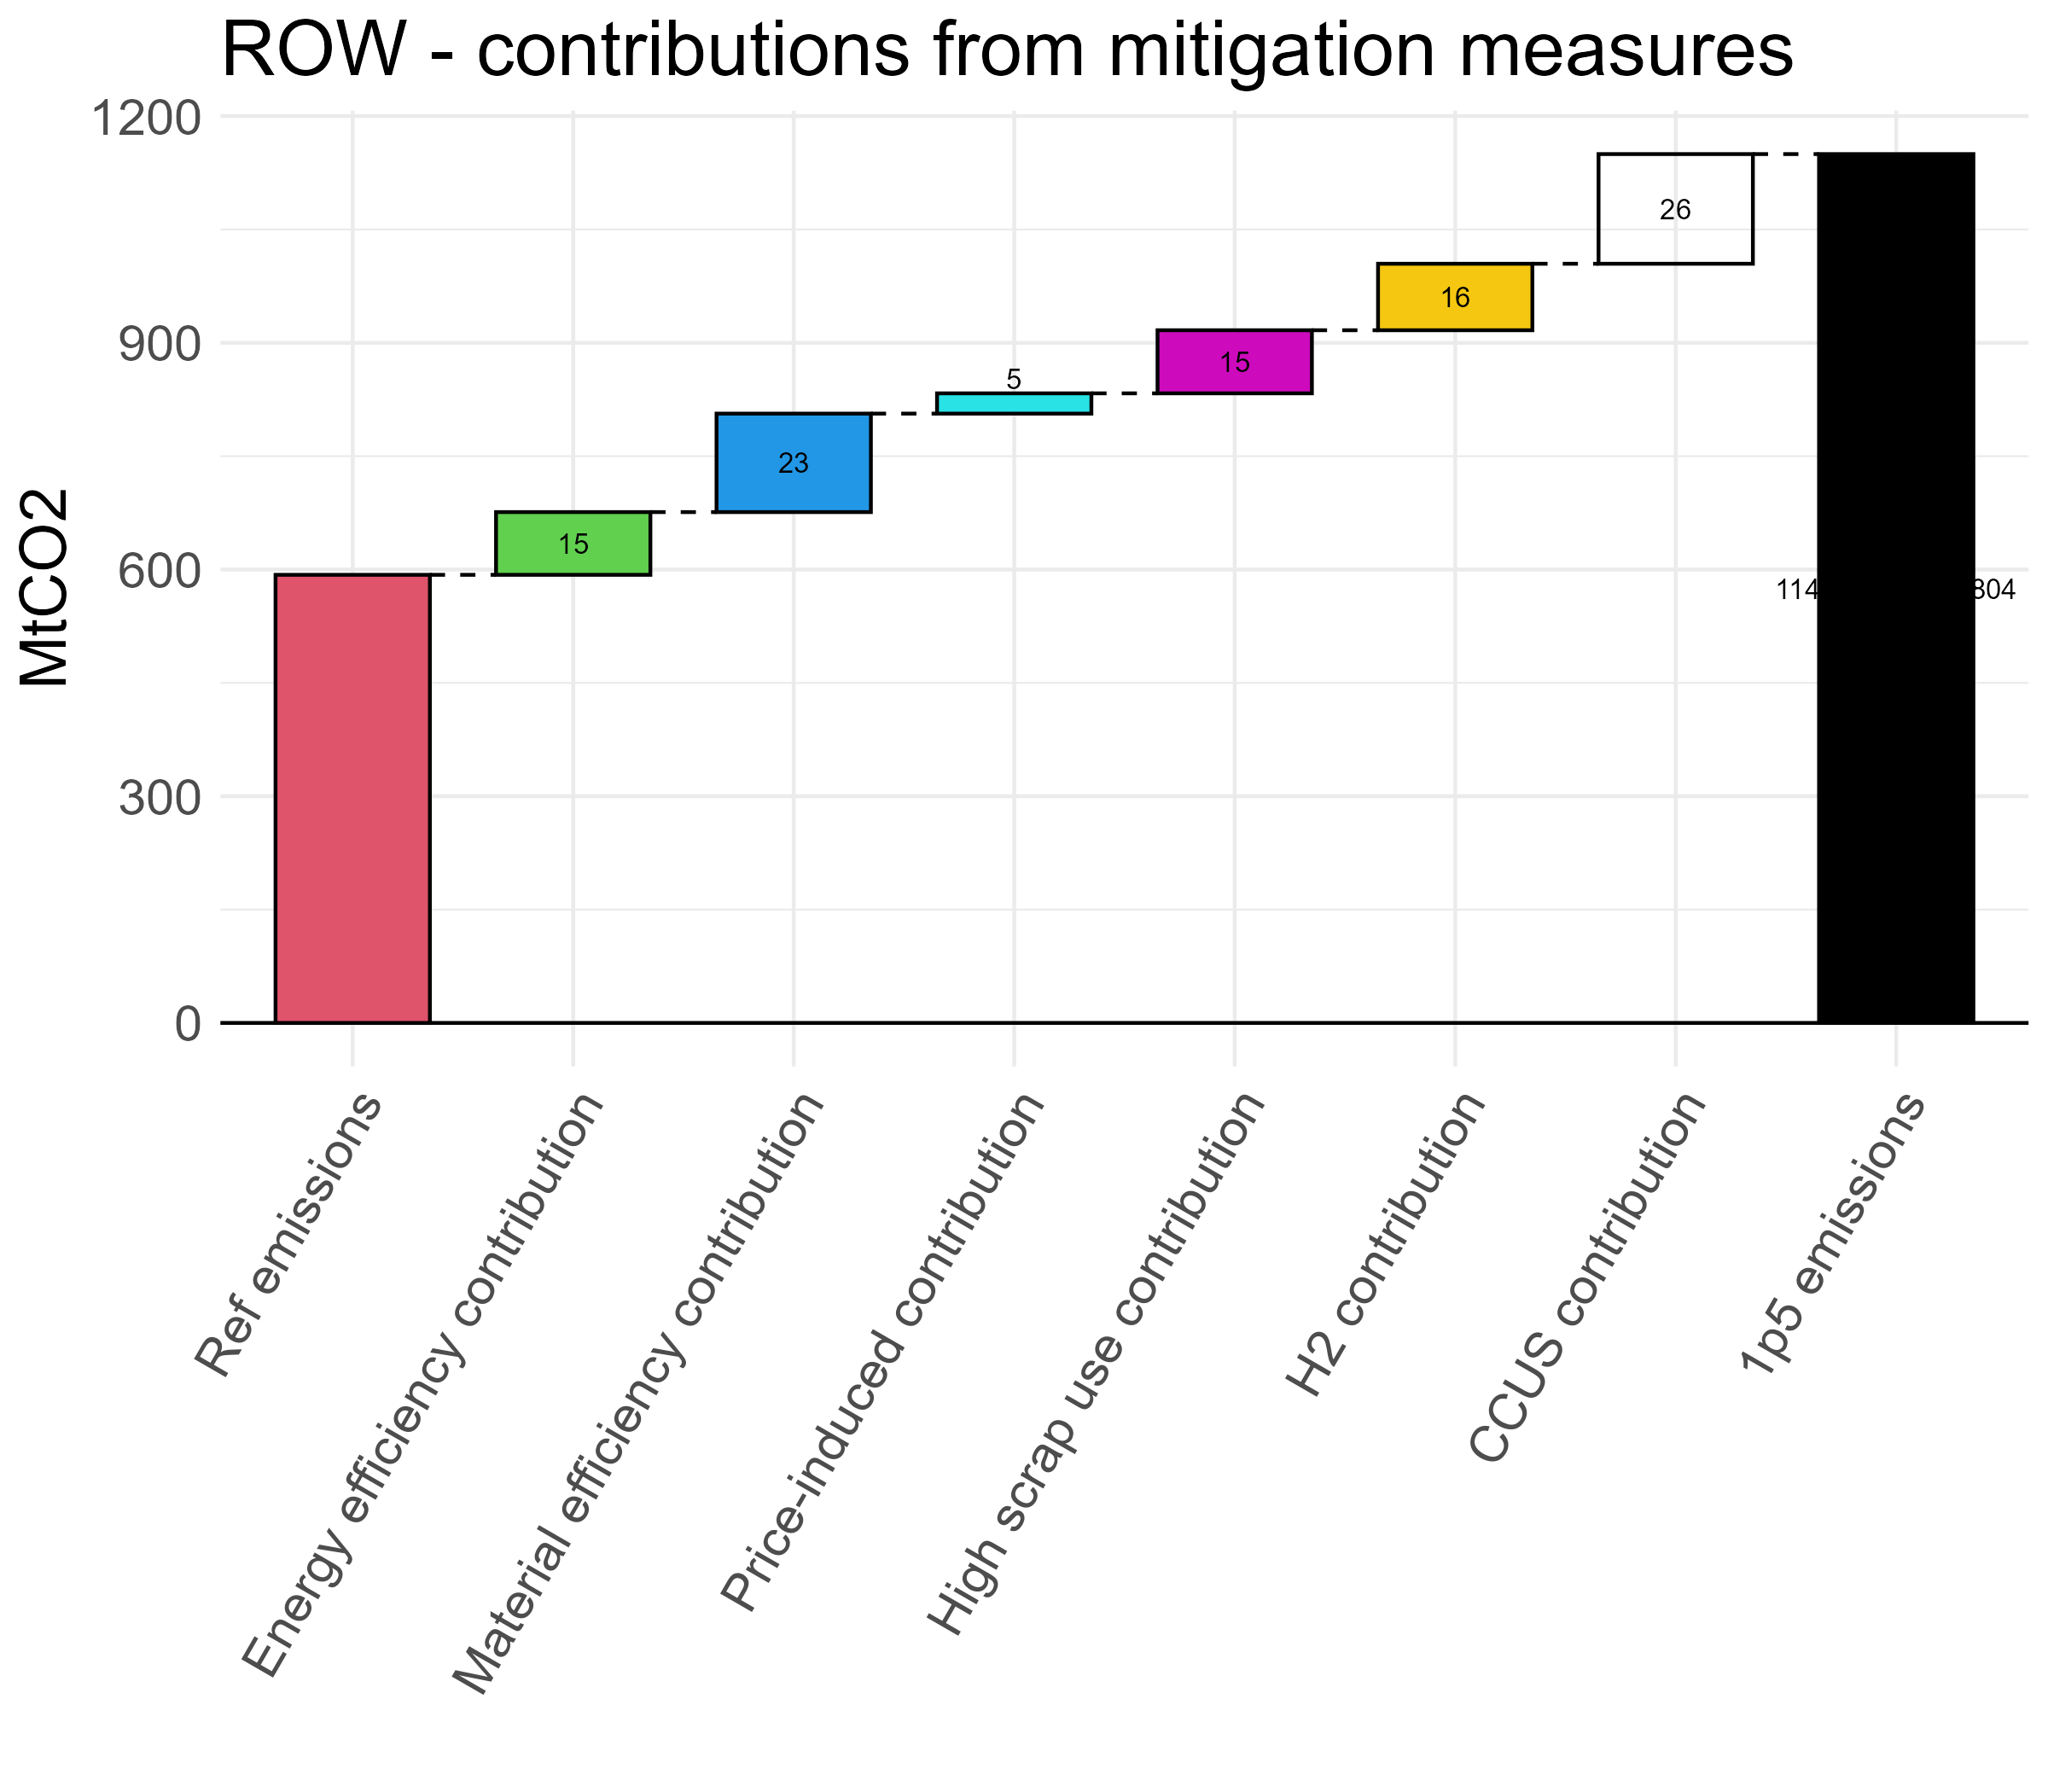 ROW - contributions from mitigation measures
MtCO2
1200
900
600
300
0
15
23
5
15
16
26
114 804
Ref emissions
Energy efficiency contribution
Material efficiency contribution
Price-induced contribution
High scrap use contribution
H2 contribution
CCUS contribution
1p5 emissions